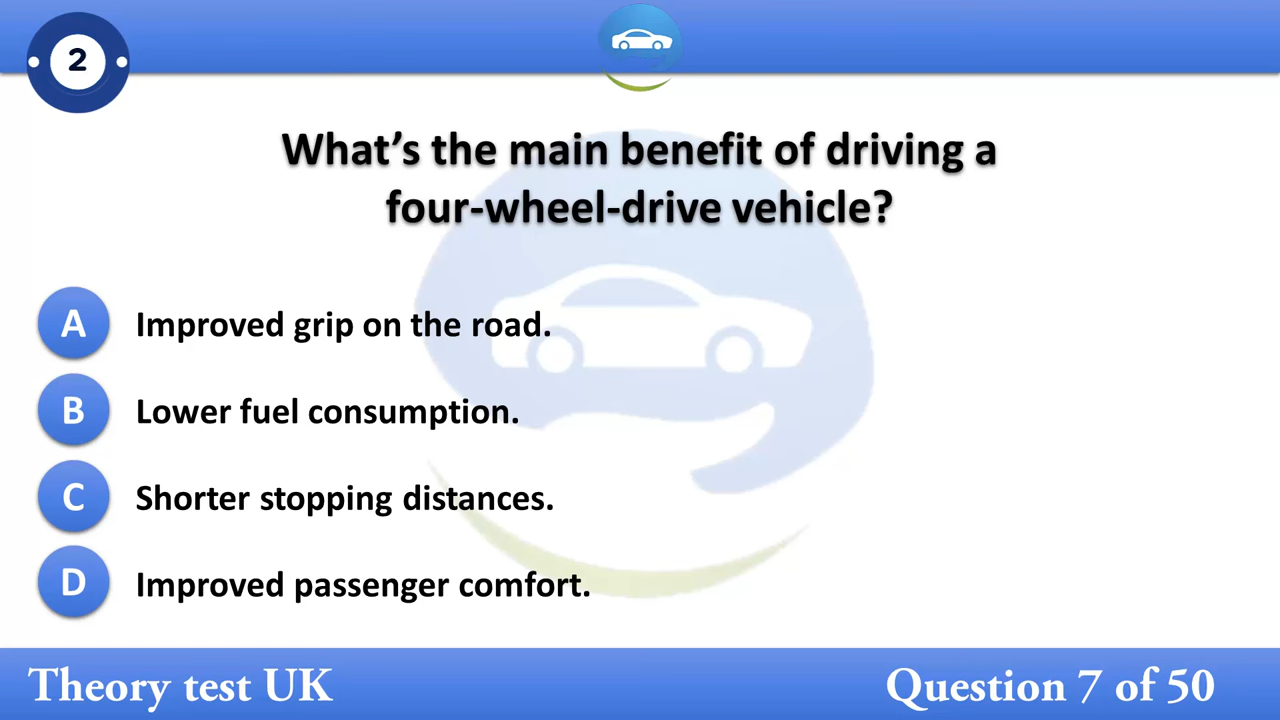 2
What’s the main benefit of driving a
four-wheel-drive vehicle?
A Improved grip on the road.
B Lower fuel consumption.
C Shorter stopping distances.
D Improved passenger comfort.
Theory test UK Question 7 of 50